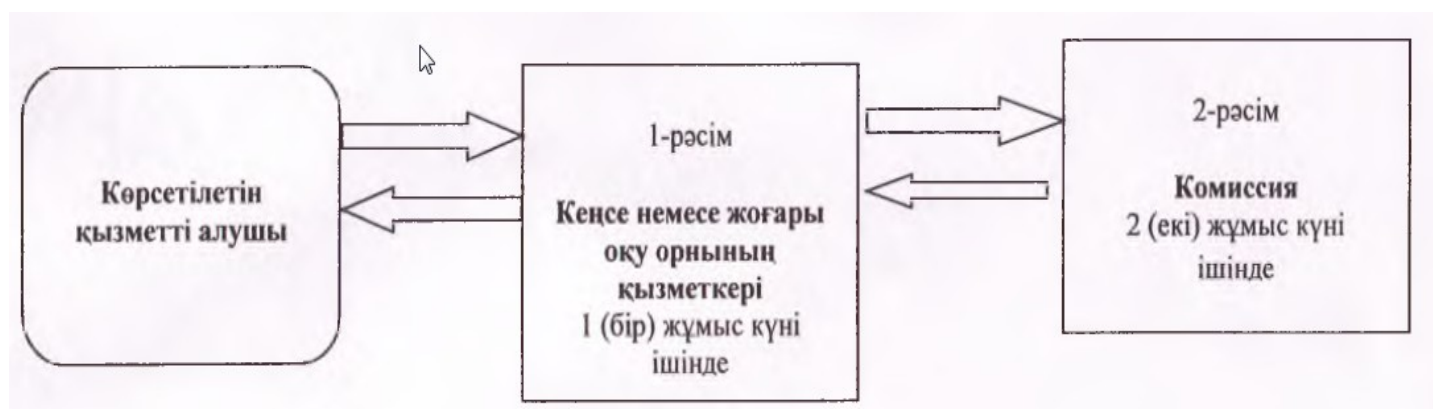 Көрсетілетін
қызметті алушы
1-рәсім
Кеңсе немесе жоғары
оқу орнының
қызметкері
1 (бір) жұмыс күні
ішінде
2-рәсім
Комиссия
2 (екі) жұмыс күні
ішінде